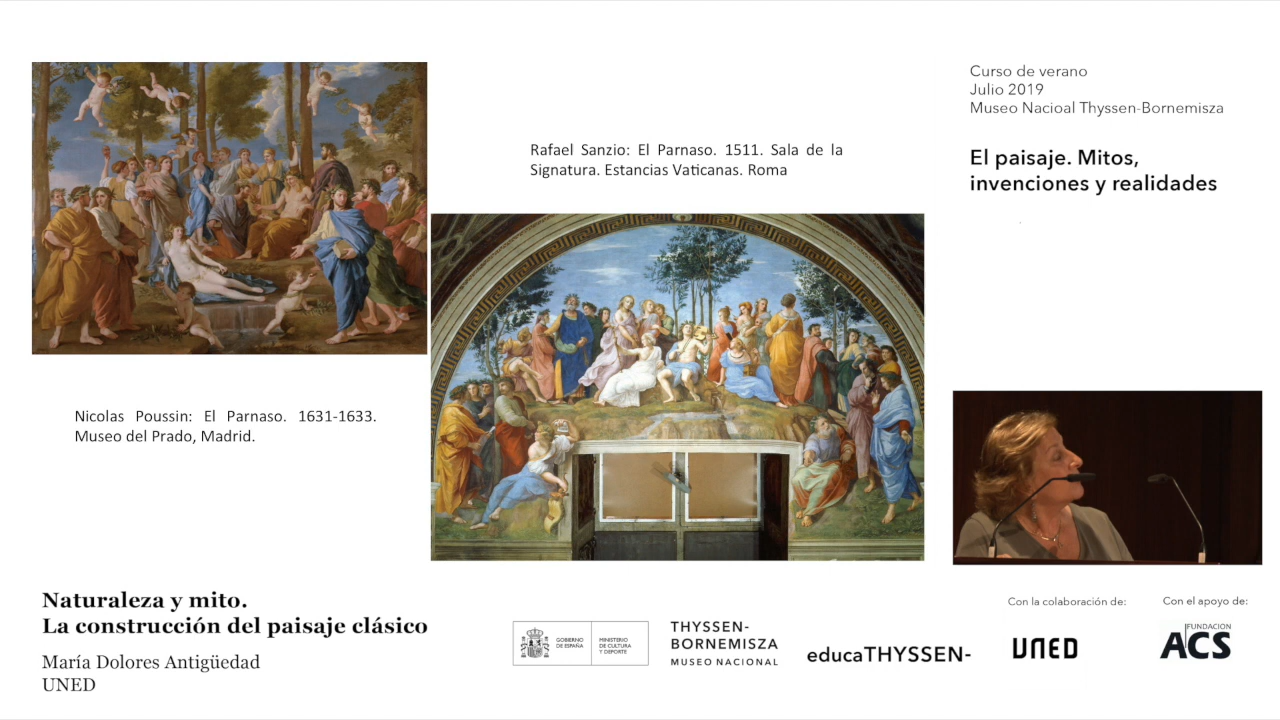 Curso de verano
Julio 2019
Museo Nacioal Thyssen-Bornemisza
El paisaje. Mitos,
invenciones y realidades
Rafael Sanzio: El Parnaso. 1511. Sala de la
Signatura. Estancias Vaticanas. Roma
Nicolas Poussin: El Parnaso. 1631-1633.
Museo del Prado, Madrid.
Naturaleza y mito.
La construcción del paisaje clásico
María Dolores Antigüedad
UNED
GOBIERNO
DE ESPAÑA
MINISTERIO
DE CULTURA
Y DEPORTE
THYSSEN-
BORNEMISZA
MUSEO NACIONAL
educaTHYSSEN-
Con la colaboración de:
UNED
Con el apoyo de:
FUNDACION
ACS